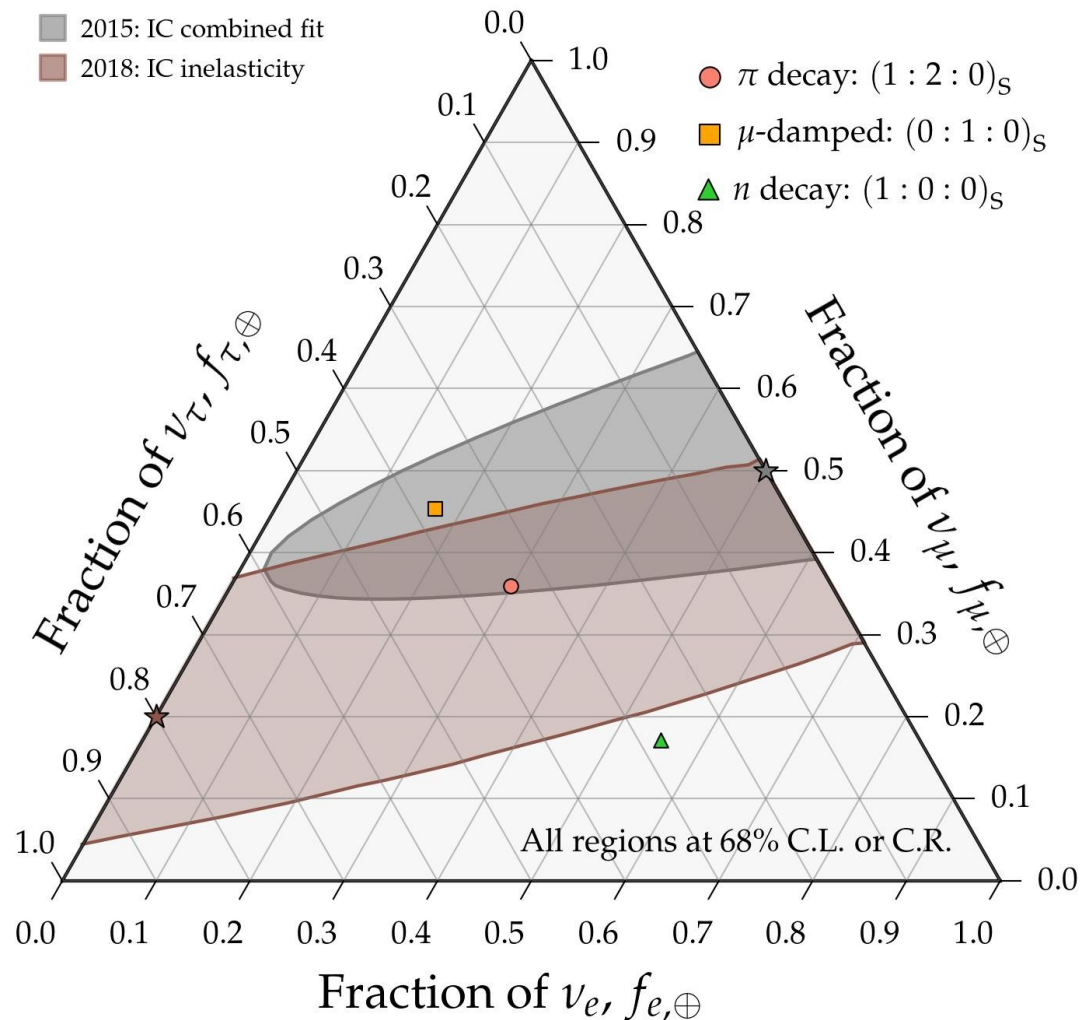 2015: IC combined fit
2018: IC inelasticity
π decay: (1 : 2 : 0)S
μ-damped: (0 : 1 : 0)S
n decay: (1 : 0 : 0)S
0.0
0.1
0.2
0.3
0.4
0.5
0.6
0.7
0.8
0.9
1.0
Fraction of ντ, fτ,⊕
1.0
0.9
0.8
0.7
0.6
0.5
0.4
0.3
0.2
0.1
0.0
Fraction of νμ, fμ,⊕
All regions at 68% C.L. or C.R.
0.0 0.1 0.2 0.3 0.4 0.5 0.6 0.7 0.8 0.9 1.0
Fraction of νe, fe,⊕